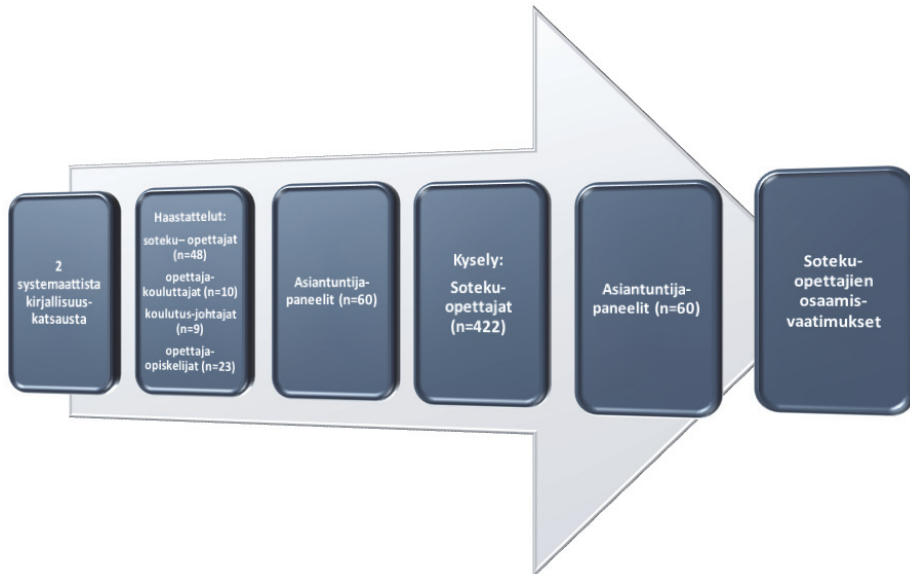 2
systemaattista
kirjallisuus-
katsausta
Haastattelut:
soteku– opettajat
(n=48)
opettaja-
kouluttajat (n=10)
koulutus-johtajat
(n=9)
opettaja-
opiskelijat (n=23)
Asiantuntija-
paneelit (n=60)
Kysely:
Soteku-
opettajat
(n=422)
Asiantuntija-
paneelit (n=60)
Soteku-
opettajien
osaamis-
vaatimukset